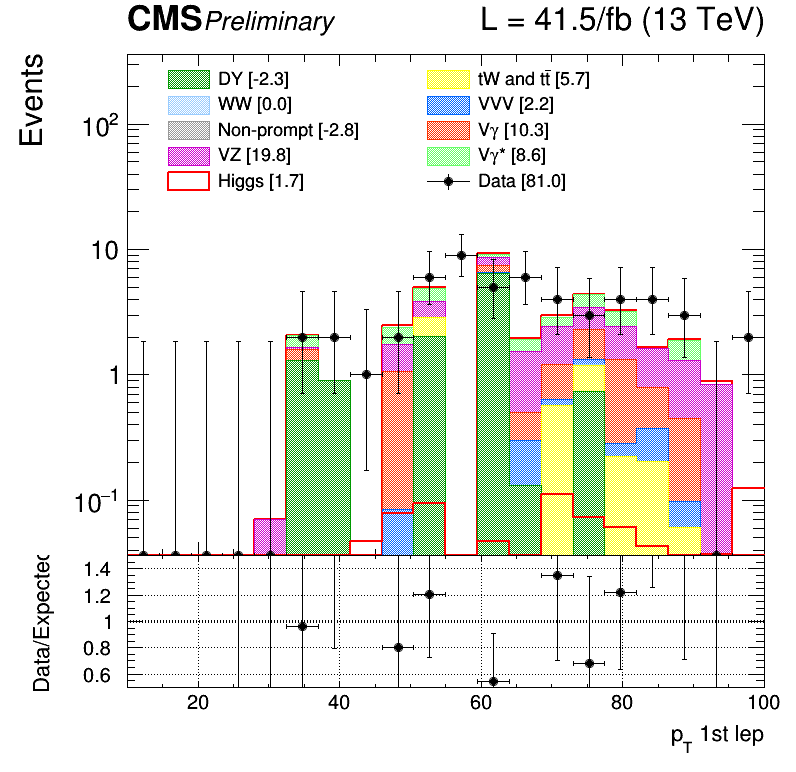 CMS Preliminary L = 41.5/fb (13 TeV)
Events
DY [-2.3] tW and tt̄ [5.7]
WW [0.0] VVV [2.2]
Non-prompt [-2.8] Vγ [10.3]
VZ [19.8] Vγ* [8.6]
Higgs [1.7] Data [81.0]
10²
10
1
10⁻¹
Data/Expected
1.4
1.2
1
0.8
0.6
20 40 60 80 100
p_T 1st lep